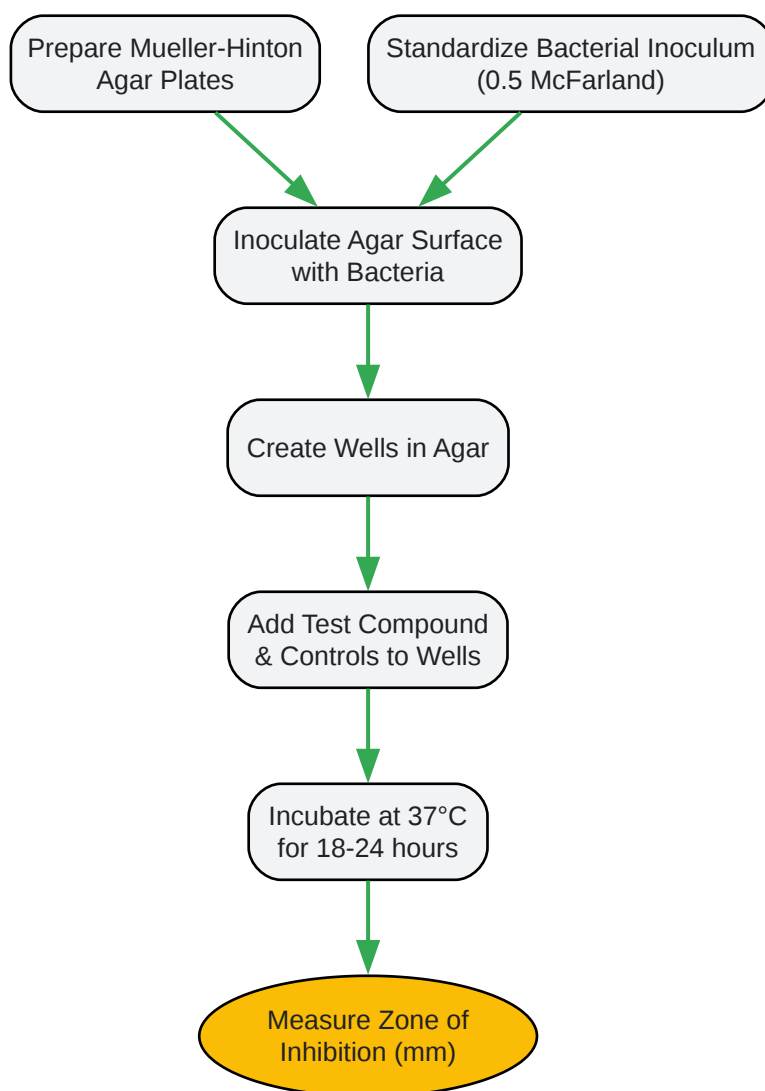 Prepare Mueller-Hinton
Agar Plates
Standardize Bacterial Inoculum
(0.5 McFarland)
Inoculate Agar Surface
with Bacteria
Create Wells in Agar
Add Test Compound
& Controls to Wells
Incubate at 37°C
for 18-24 hours
Measure Zone of
Inhibition (mm)